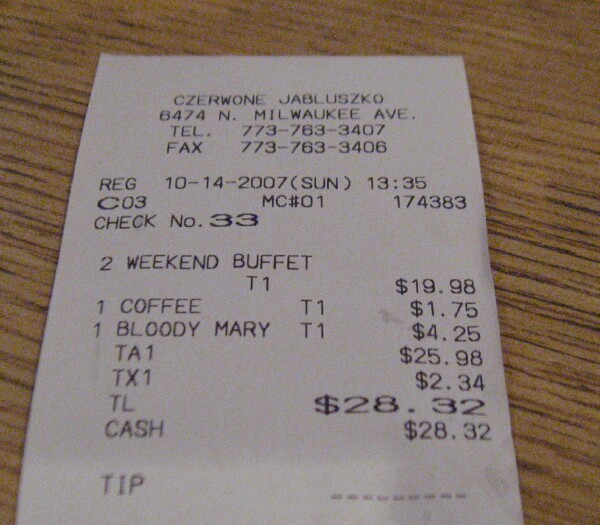 CZERWONE JABLUSZKO
6474 N. MILWAUKEE AVE.
TEL. 773-763-3407
FAX 773-763-3406
REG 10-14-2007(SUN) 13:35
C03 MC#01 174383
CHECK No. 33
2 WEEKEND BUFFET
T1 $19.98
1 COFFEE T1 $1.75
1 BLOODY MARY T1 $4.25
TA1 $25.98
TX1 $2.34
TL $28.32
CASH $28.32
TIP ---------